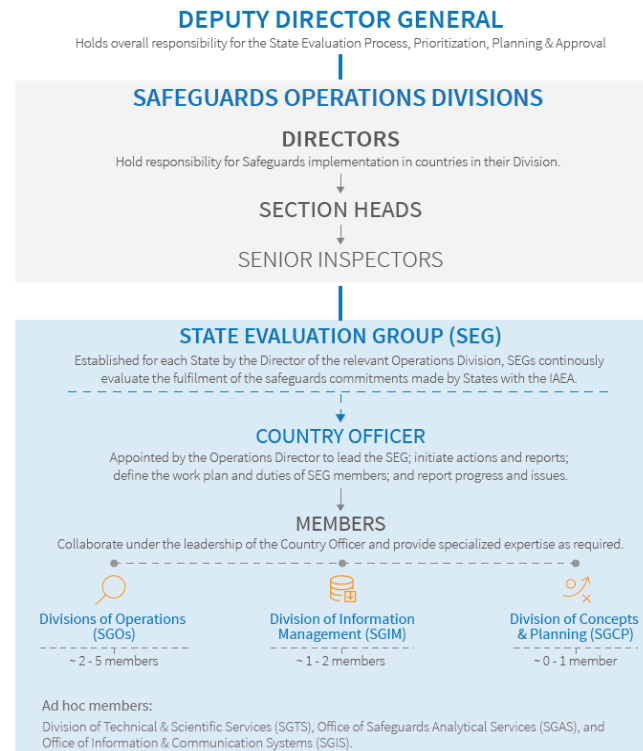 DEPUTY DIRECTOR GENERAL
Holds overall responsibility for the State Evaluation Process, Prioritization, Planning & Approval
SAFEGUARDS OPERATIONS DIVISIONS
DIRECTORS
Hold responsibility for Safeguards implementation in countries in their Division.
SECTION HEADS
SENIOR INSPECTORS
STATE EVALUATION GROUP (SEG)
Established for each State by the Director of the relevant Operations Division, SEGs continously
evaluate the fulfilment of the safeguards commitments made by States with the IAEA.
COUNTRY OFFICER
Appointed by the Operations Director to lead the SEG; initiate actions and reports;
define the work plan and duties of SEG members; and report progress and issues.
MEMBERS
Collaborate under the leadership of the Country Officer and provide specialized expertise as required.
Divisions of Operations
(SGOs)
~ 2 - 5 members
Division of Information
Management (SGIM)
~ 1 - 2 members
Division of Concepts
& Planning (SGCP)
~ 0 - 1 member
Ad hoc members:
Division of Technical & Scientific Services (SGTS), Office of Safeguards Analytical Services (SGAS), and
Office of Information & Communication Systems (SGIS).